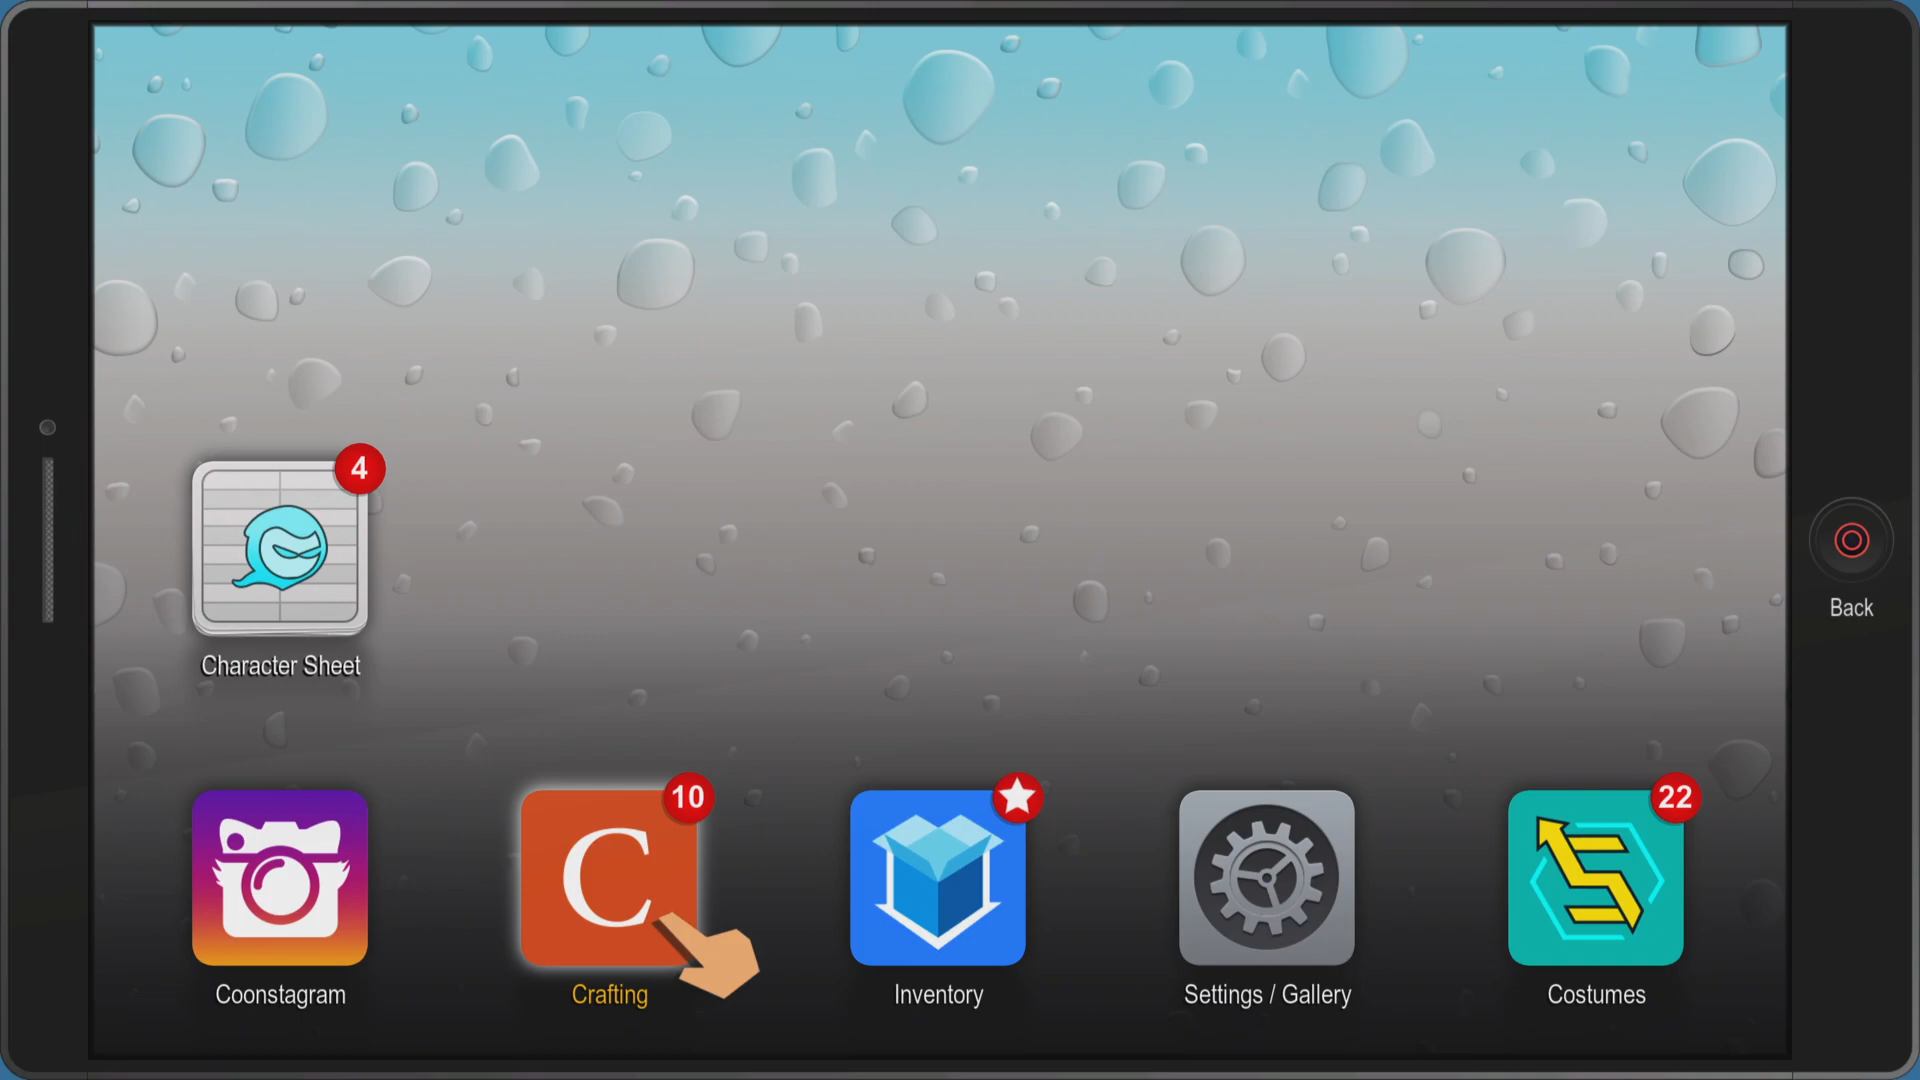 4
Character Sheet
Back
10
22
C
Coonstagram
Crafting
Inventory
Settings / Gallery
Costumes